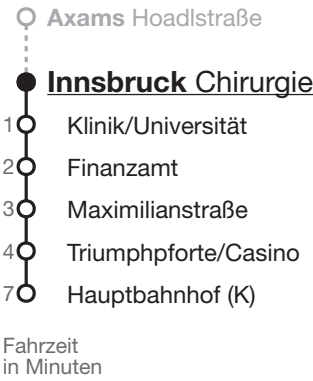 Axams Hoadlstraße
Innsbruck Chirurgie
1 Klinik/Universität
2 Finanzamt
3 Maximilianstraße
4 Triumphpforte/Casino
7 Hauptbahnhof (K)
Fahrzeit
in Minuten